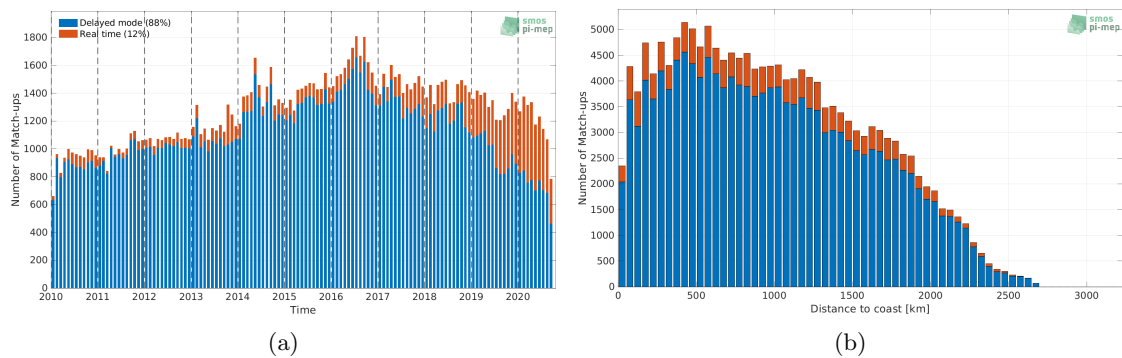 Delayed mode (88%)
Real time (12%)
smos
pi-mep
Number of Match-ups
1800
1600
1400
1200
1000
800
600
400
200
0
2010 2011 2012 2013 2014 2015 2016 2017 2018 2019 2020
Time
(a)
smos
pi-mep
Number of Match-ups
5000
4500
4000
3500
3000
2500
2000
1500
1000
500
0
0 500 1000 1500 2000 2500 3000
Distance to coast [km]
(b)